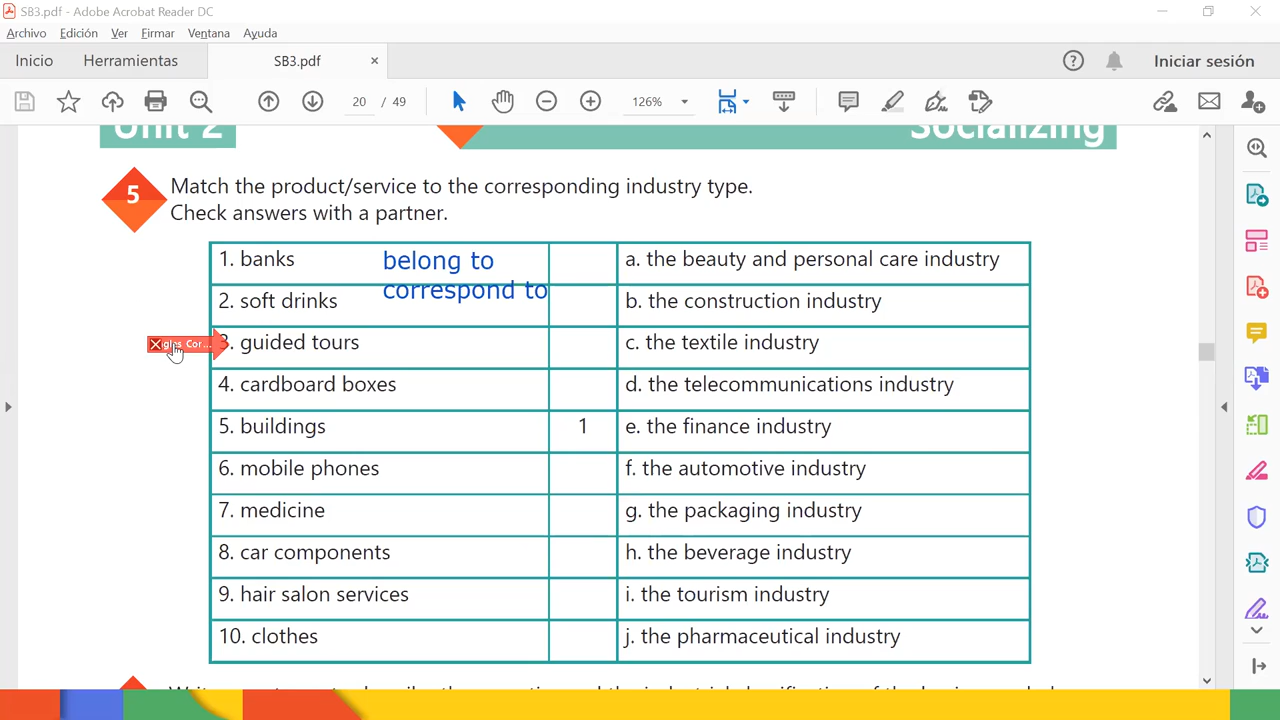 SB3.pdf - Adobe Acrobat Reader DC
Archivo Edición Ver Firmar Ventana Ayuda
Inicio Herramientas SB3.pdf × Iniciar sesión
20 / 49 126%
Unit 2 Socializing
5 Match the product/service to the corresponding industry type.
Check answers with a partner.
1. banks belong to a. the beauty and personal care industry
correspond to
2. soft drinks b. the construction industry
3. guided tours c. the textile industry
4. cardboard boxes d. the telecommunications industry
5. buildings 1 e. the finance industry
6. mobile phones f. the automotive industry
7. medicine g. the packaging industry
8. car components h. the beverage industry
9. hair salon services i. the tourism industry
10. clothes j. the pharmaceutical industry